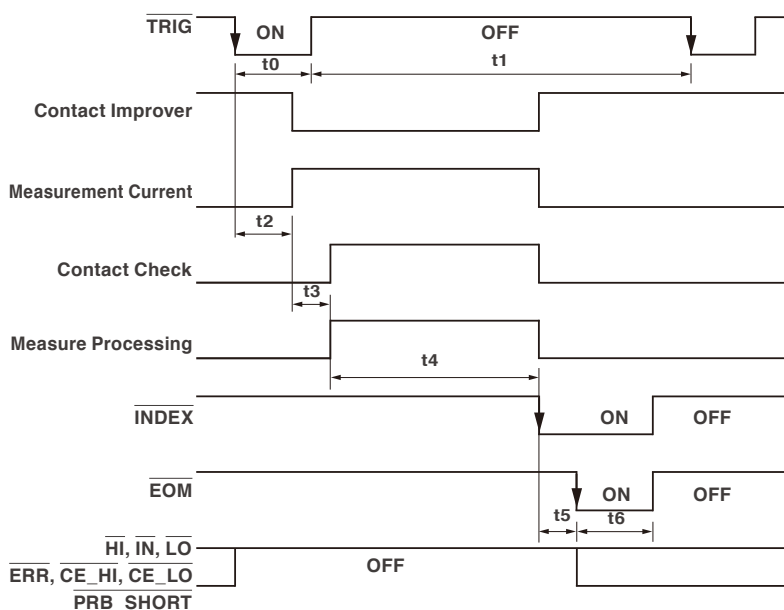 TRIG
ON
OFF
t0
t1
Contact Improver
Measurement Current
t2
Contact Check
t3
Measure Processing
t4
INDEX
ON
OFF
EOM
ON
OFF
t5
t6
HI, IN, LO
ERR, CE_HI, CE_LO
OFF
PRB_SHORT